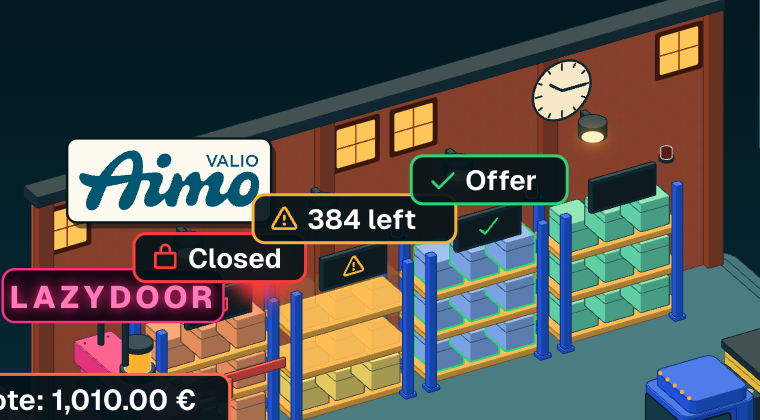 VALIO
Aimo
Offer
384 left
Closed
LAZYDOOR
ote: 1,010.00 €